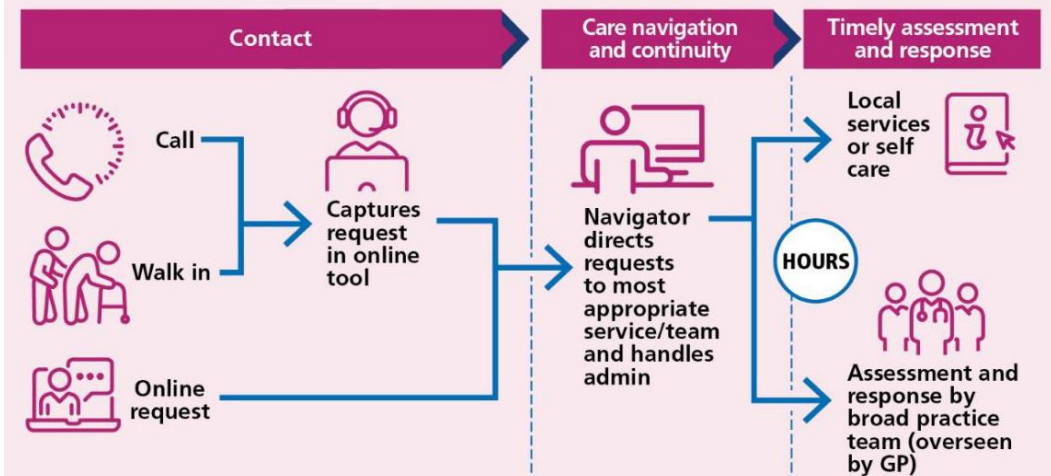 Contact
Care navigation
and continuity
Timely assessment
and response
Call
Walk in
Online
request
Captures
request
in online
tool
Navigator
directs
requests
to most
appropriate
service/team
and handles
admin
HOURS
Local
services
or self
care
Assessment and
response by
broad practice
team (overseen
by GP)